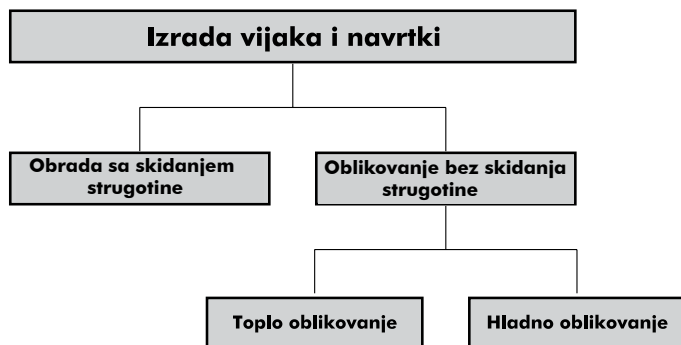 Izrada vijaka i navrtki
Obrada sa skidanjem
strugotine
Oblikovanje bez skidanja
strugotine
Toplo oblikovanje
Hladno oblikovanje